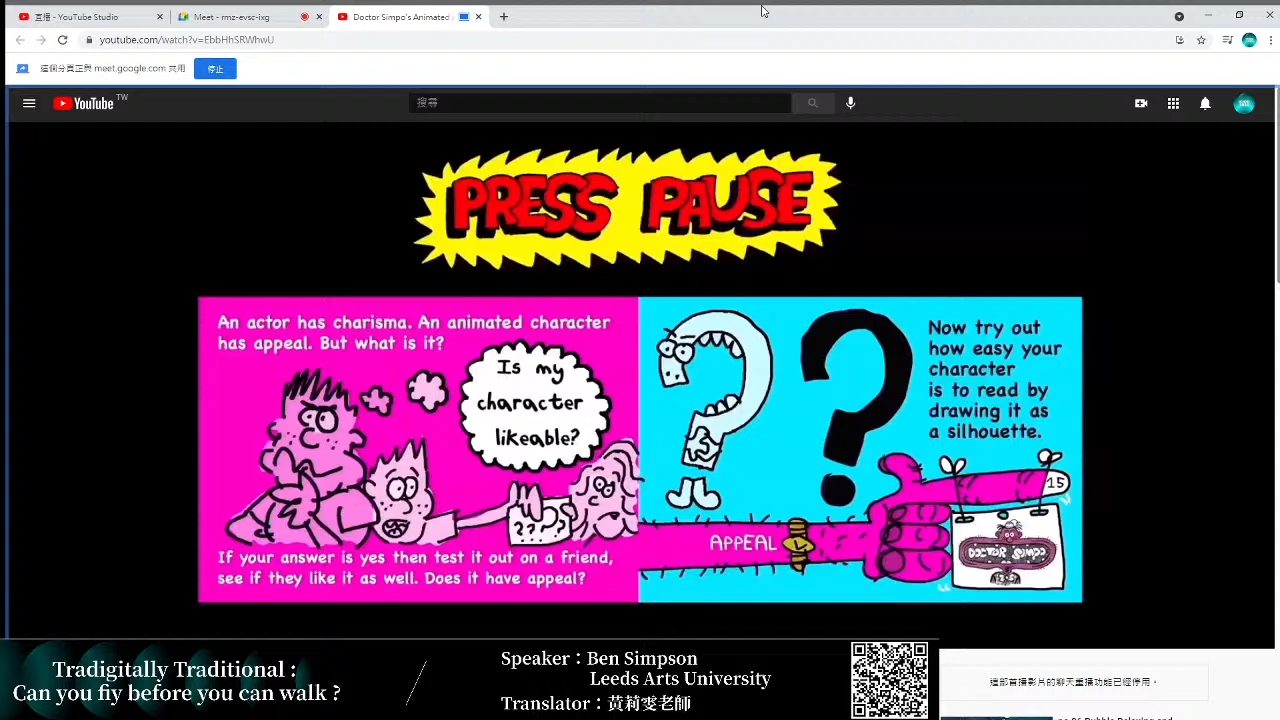 直播 - YouTube Studio
Meet - rmz-evsc-ixg
Doctor Simpo's Animated
youtube.com/watch?v=EbbHhSRWhwU
這個分頁正與 meet.google.com 共用
停止
YouTube TW
搜尋
PRESS PAUSE
An actor has charisma. An animated character
has appeal. But what is it?
Is my
character
likeable?
????
If your answer is yes then test it out on a friend,
see if they like it as well. Does it have appeal?
Now try out
how easy your
character
is to read by
drawing it as
a silhouette.
15
APPEAL
DOCTOR SIMPO
Tradigitally Traditional :
Can you fiy before you can walk ?
Speaker：Ben Simpson
Leeds Arts University
Translator：黃莉雯老師
這部首播影片的聊天重播功能已經停用。